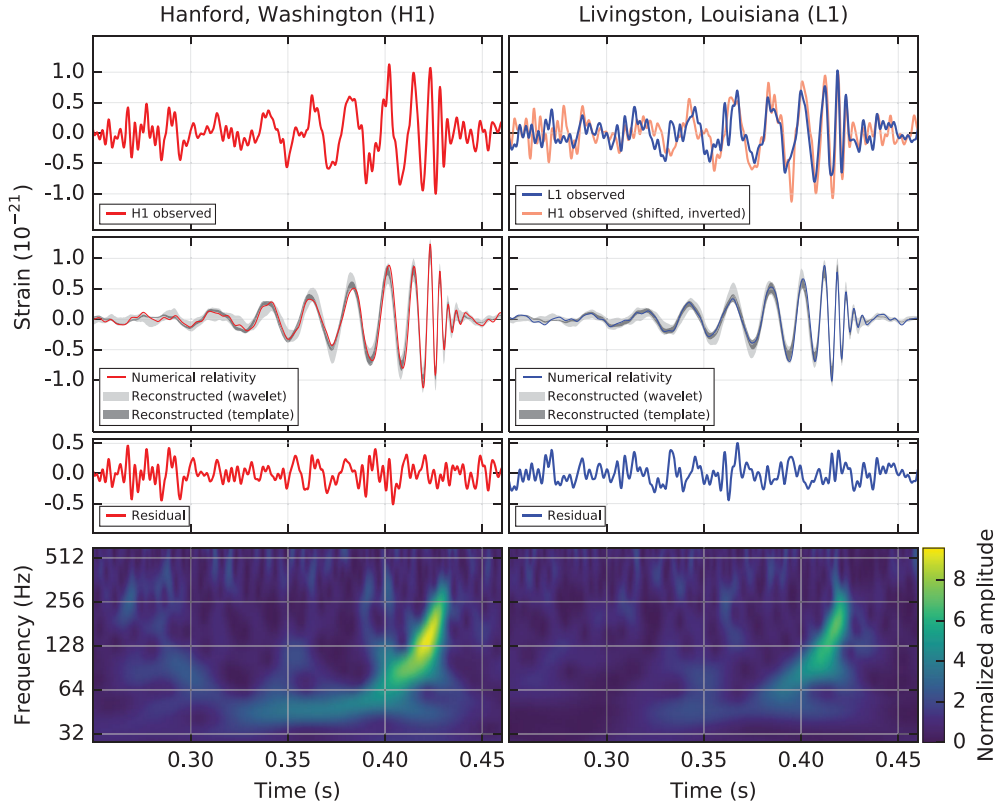 Hanford, Washington (H1)
Livingston, Louisiana (L1)
Strain (10⁻²¹)
1.0
0.5
0.0
-0.5
-1.0
H1 observed
L1 observed
H1 observed (shifted, inverted)
1.0
0.5
0.0
-0.5
-1.0
Numerical relativity
Reconstructed (wavelet)
Reconstructed (template)
Numerical relativity
Reconstructed (wavelet)
Reconstructed (template)
0.5
0.0
-0.5
Residual
Residual
Frequency (Hz)
512
256
128
64
32
0.30
0.35
0.40
0.45
Time (s)
0.30
0.35
0.40
0.45
Time (s)
8
6
4
2
0
Normalized amplitude